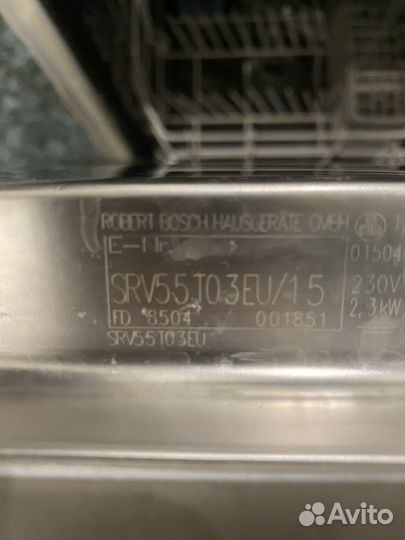 ROBERT BOSCH HAUSGERÄTE GMBH
E-Nr.
SRV55T03EU/15
FD 8504 001851
SRV55T03EU
01504
230V
2,3kW
Avito